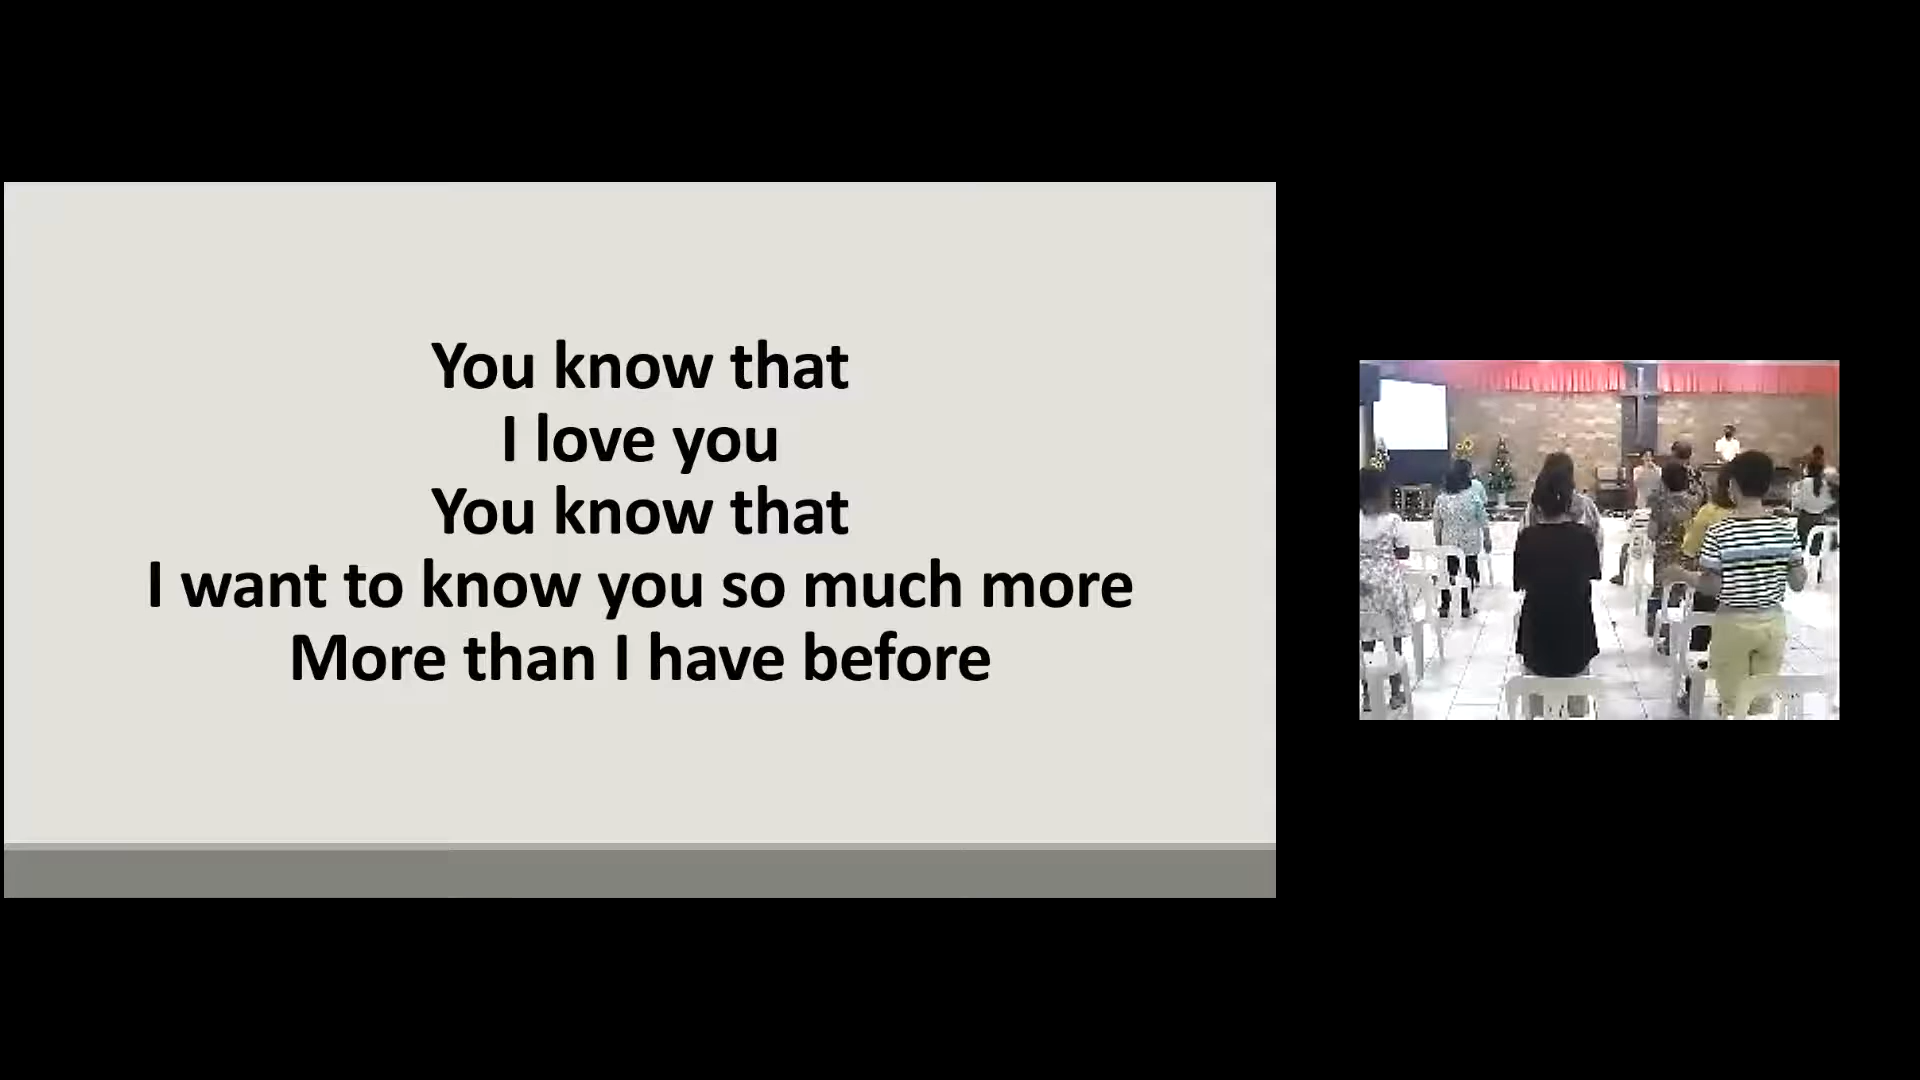 You know that
I love you
You know that
I want to know you so much more
More than I have before